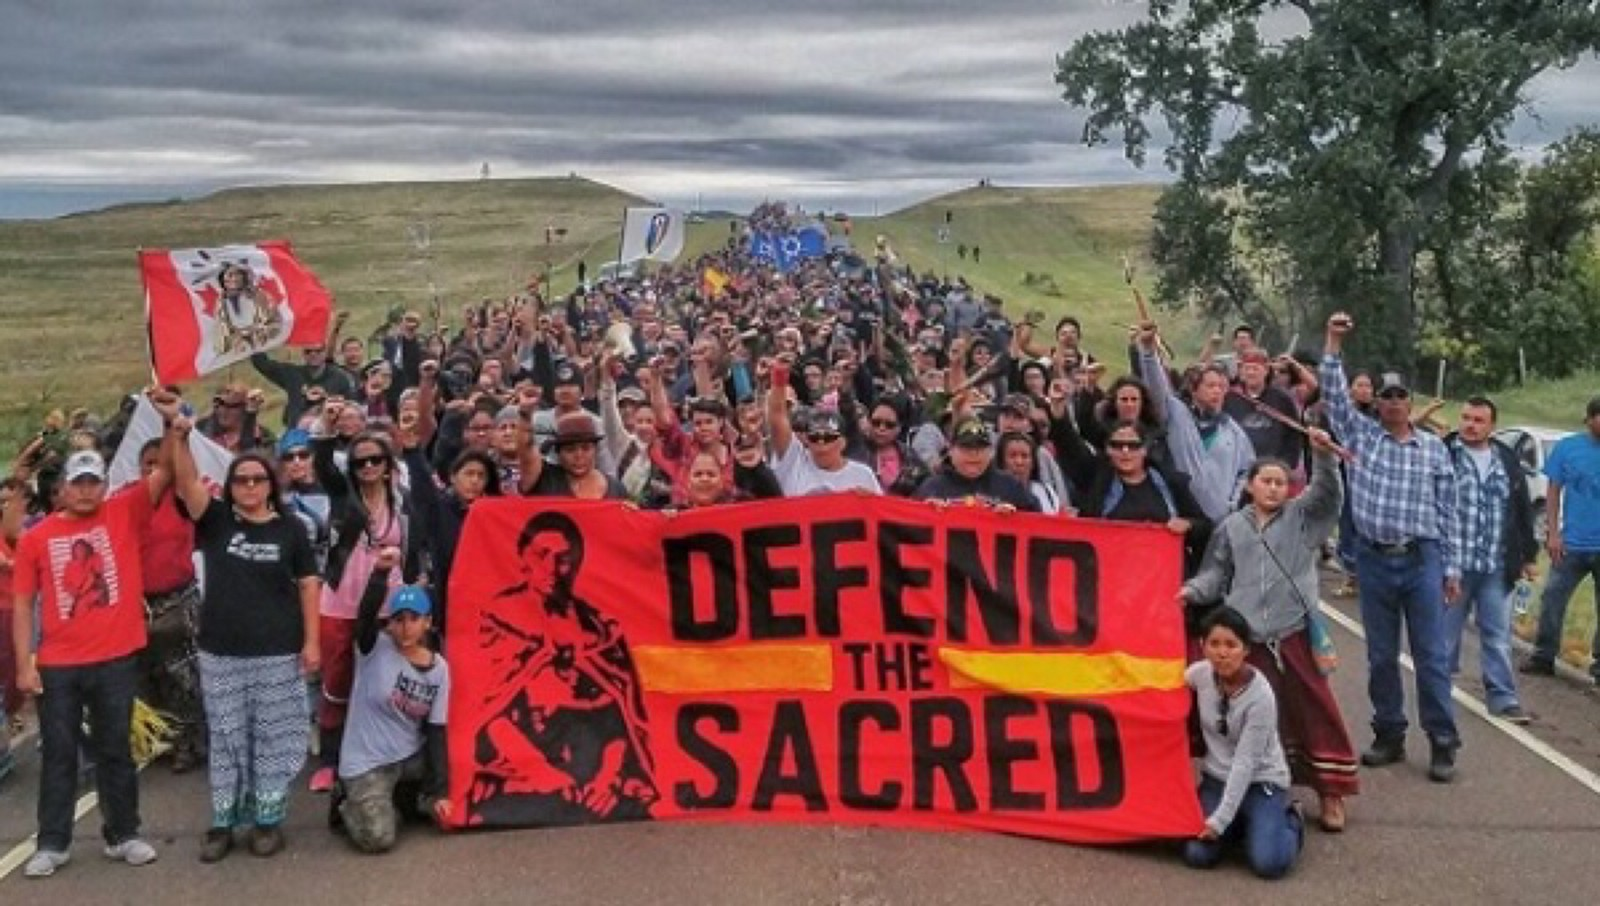 DEFEND
THE
SACRED